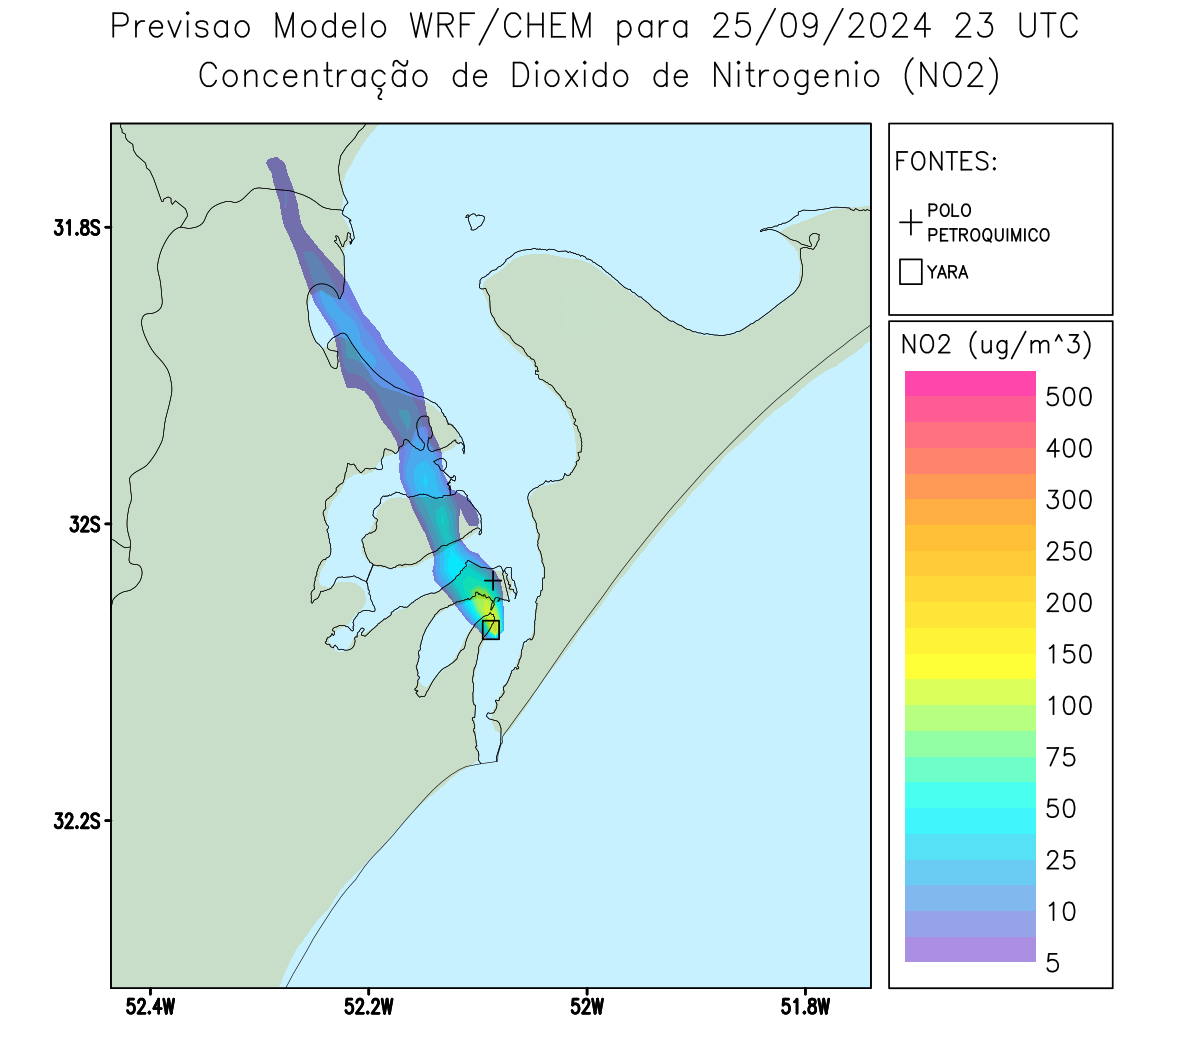 Previsao Modelo WRF/CHEM para 25/09/2024 23 UTC
Concentração de Dioxido de Nitrogenio (NO2)
FONTES:
POLO
PETROQUIMICO
YARA
NO2 (ug/m^3)
500
400
300
250
200
150
100
75
50
25
10
5
31.8S
32S
32.2S
52.4W
52.2W
52W
51.8W